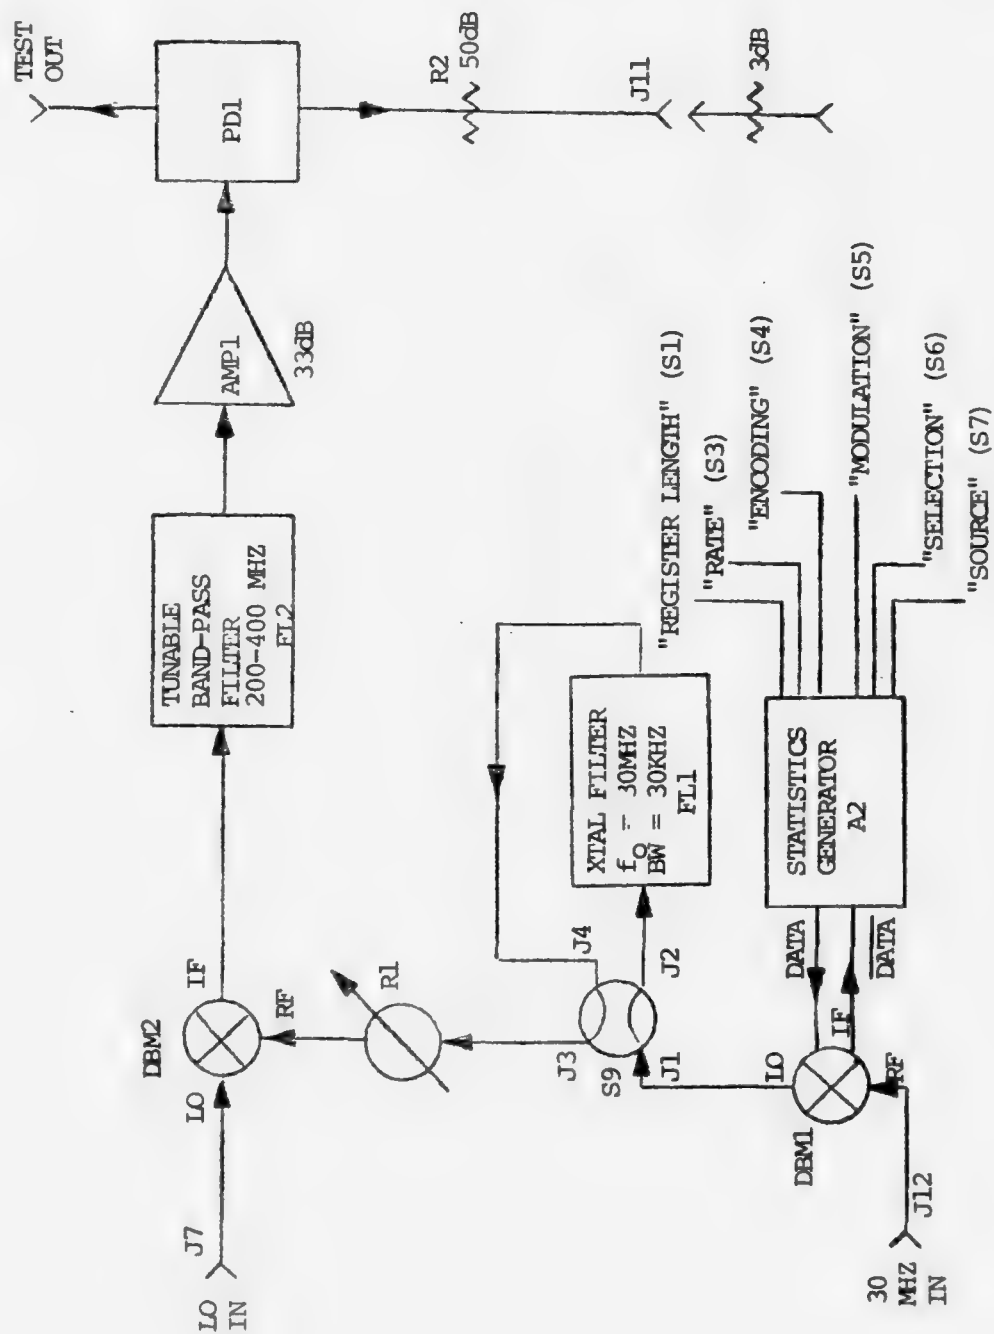 LO
IN
J7
LO
DBM2
IF
RF
R1
TUNABLE
BAND-PASS
FILTER
200-400 MHZ
FL2
AMP1
33dB
PD1
TEST
OUT
R2
50dB
J11
3dB
J3
J4
S9
J1
J2
XTAL FILTER
fo = 30MHZ
BW = 30KHZ
FL1
30
MHZ
IN
J12
DBM1
LO
IF
RF
DATA
DATA
STATISTICS
GENERATOR
A2
"REGISTER LENGTH" (S1)
"RATE" (S3)
"ENCODING" (S4)
"MODULATION" (S5)
"SELECTION" (S6)
"SOURCE" (S7)